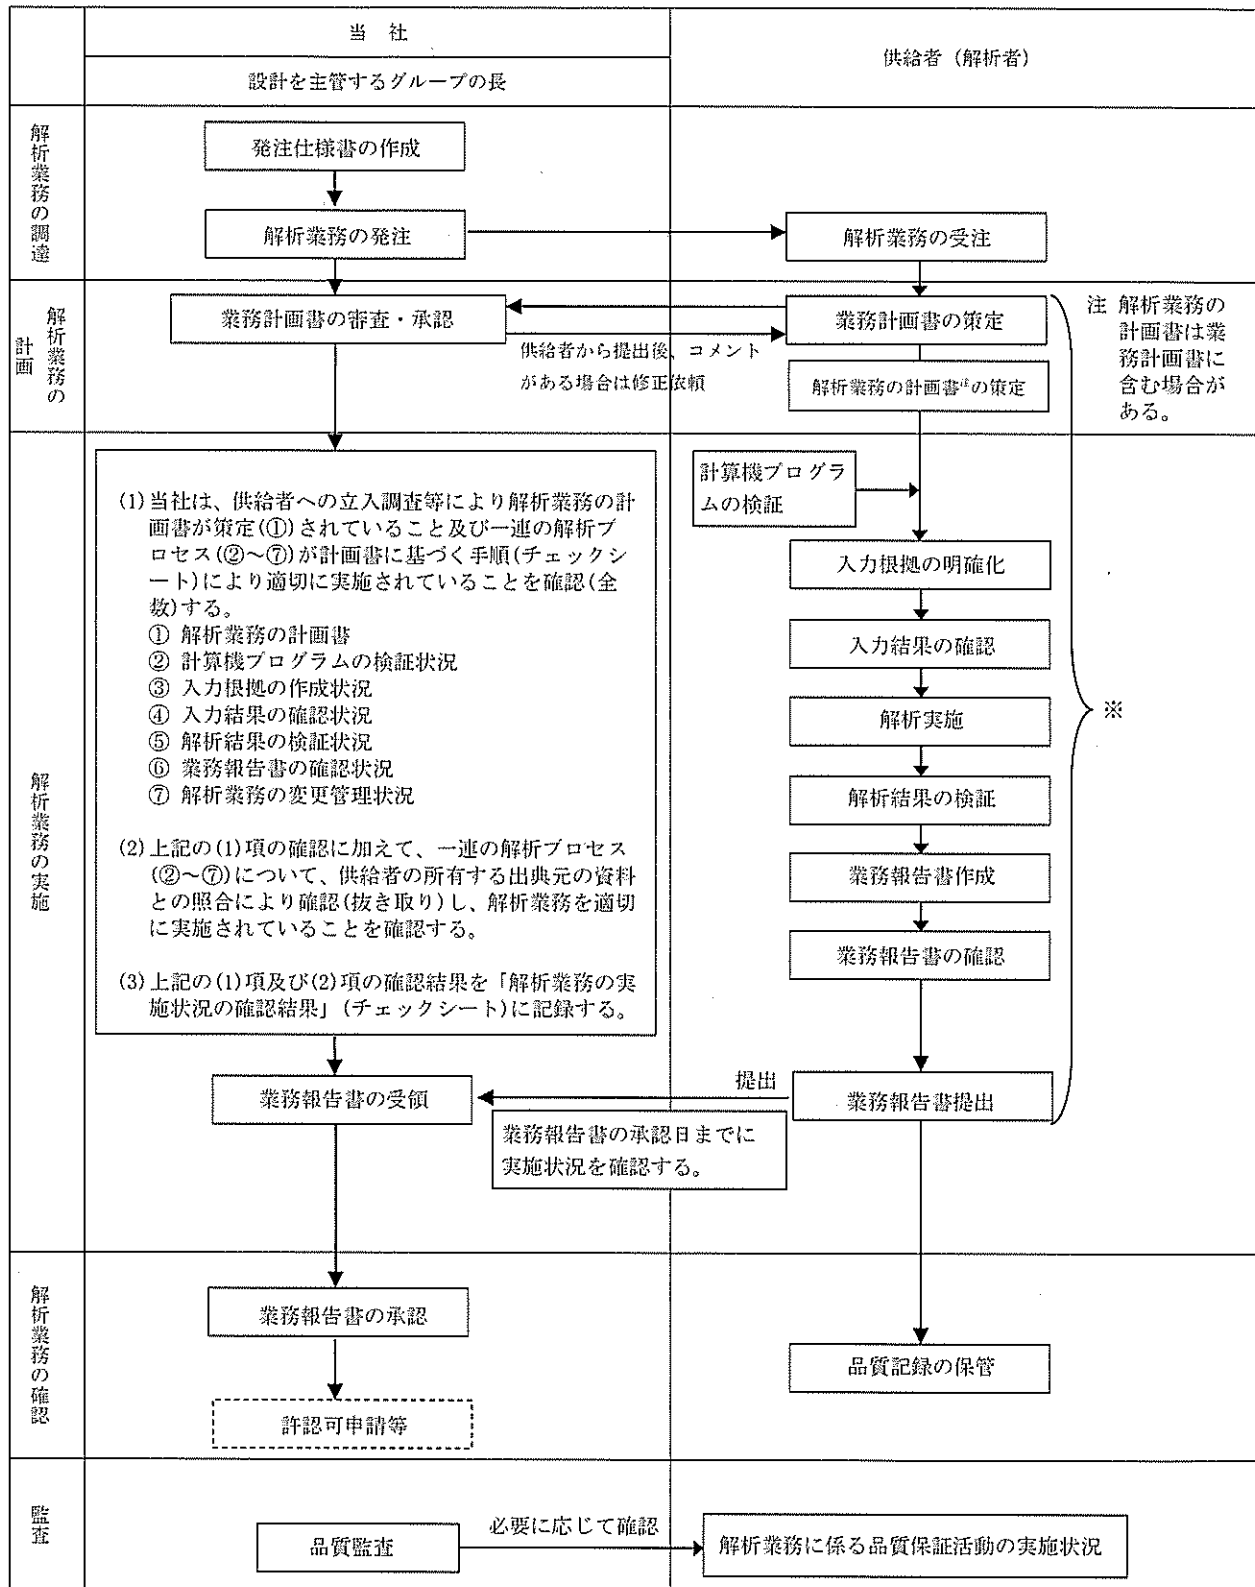 当 社
設計を主管するグループの長
供給者 (解析者)
解析業務の調達
発注仕様書の作成
解析業務の発注
解析業務の受注
解析業務の
計画
業務計画書の審査・承認
業務計画書の策定
供給者から提出後、コメント
がある場合は修正依頼
解析業務の計画書注の策定
注 解析業務の
計画書は業
務計画書に
含む場合が
ある。
解析業務の実施
(1) 当社は、供給者への立入調査等により解析業務の計
画書が策定(①)されていること及び一連の解析プ
ロセス(②～⑦)が計画書に基づく手順(チェックシ
ート)により適切に実施されていることを確認(全
数)する。
① 解析業務の計画書
② 計算機プログラムの検証状況
③ 入力根拠の作成状況
④ 入力結果の確認状況
⑤ 解析結果の検証状況
⑥ 業務報告書の確認状況
⑦ 解析業務の変更管理状況
(2) 上記の(1)項の確認に加えて、一連の解析プロセス
(②～⑦)について、供給者の所有する出典元の資料
との照合により確認(抜き取り)し、解析業務を適切
に実施されていることを確認する。
(3) 上記の(1)項及び(2)項の確認結果を「解析業務の実
施状況の確認結果」(チェックシート)に記録する。
計算機プログラ
ムの検証
入力根拠の明確化
入力結果の確認
解析実施
解析結果の検証
業務報告書作成
業務報告書の確認
※
業務報告書の受領
提出
業務報告書提出
業務報告書の承認日までに
実施状況を確認する。
解析業務の確認
業務報告書の承認
許認可申請等
品質記録の保管
監査
品質監査
必要に応じて確認
解析業務に係る品質保証活動の実施状況